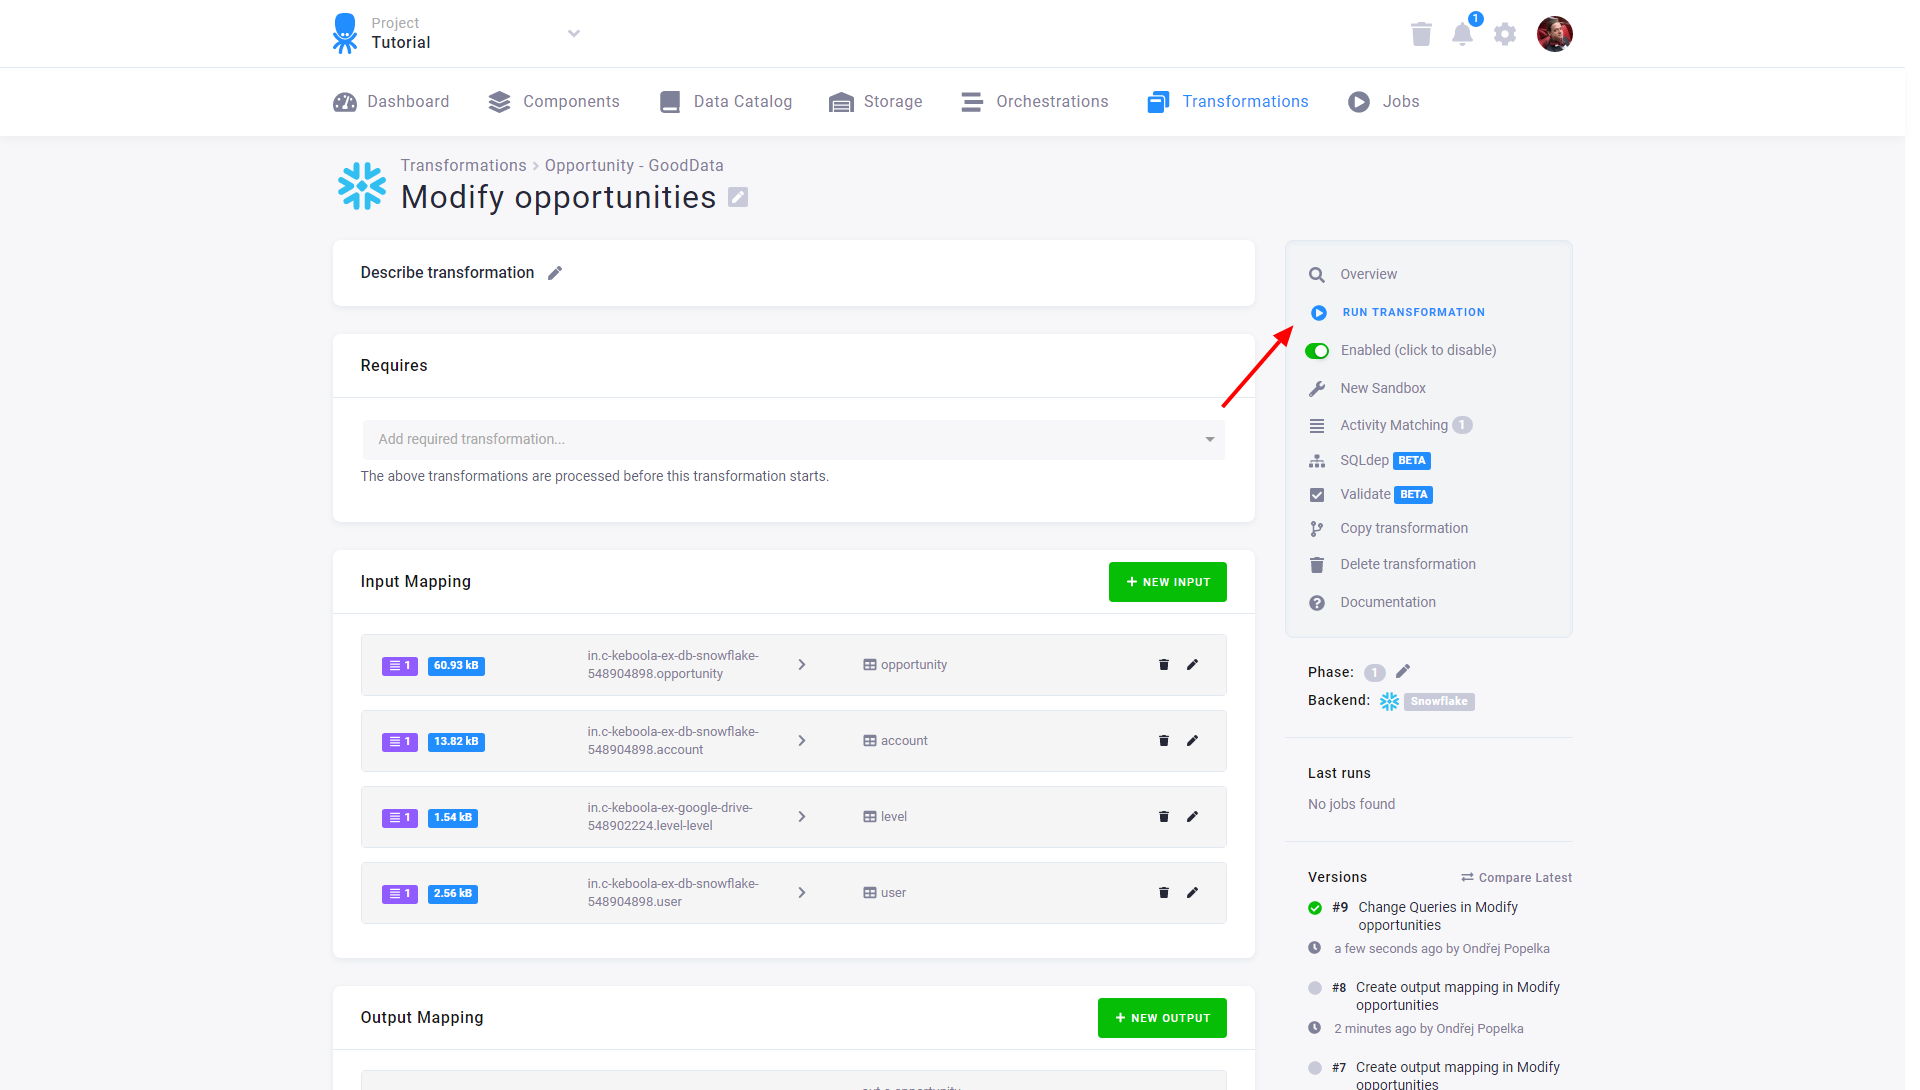 Project
Tutorial
1
Dashboard
Components
Data Catalog
Storage
Orchestrations
Transformations
Jobs
Transformations > Opportunity - GoodData
Modify opportunities
Describe transformation
Requires
Add required transformation...
The above transformations are processed before this transformation starts.
Input Mapping
+ NEW INPUT
1
60.93 kB
in.c-keboola-ex-db-snowflake-
548904898.opportunity
opportunity
1
13.82 kB
in.c-keboola-ex-db-snowflake-
548904898.account
account
1
1.54 kB
in.c-keboola-ex-google-drive-
548902224.level-level
level
1
2.56 kB
in.c-keboola-ex-db-snowflake-
548904898.user
user
Output Mapping
+ NEW OUTPUT
Overview
RUN TRANSFORMATION
Enabled (click to disable)
New Sandbox
Activity Matching 1
SQLdep BETA
Validate BETA
Copy transformation
Delete transformation
Documentation
Phase: 1
Backend: Snowflake
Last runs
No jobs found
Versions
Compare Latest
#9 Change Queries in Modify
opportunities
a few seconds ago by Ondřej Popelka
#8 Create output mapping in Modify
opportunities
2 minutes ago by Ondřej Popelka
#7 Create output mapping in Modify
opportunities